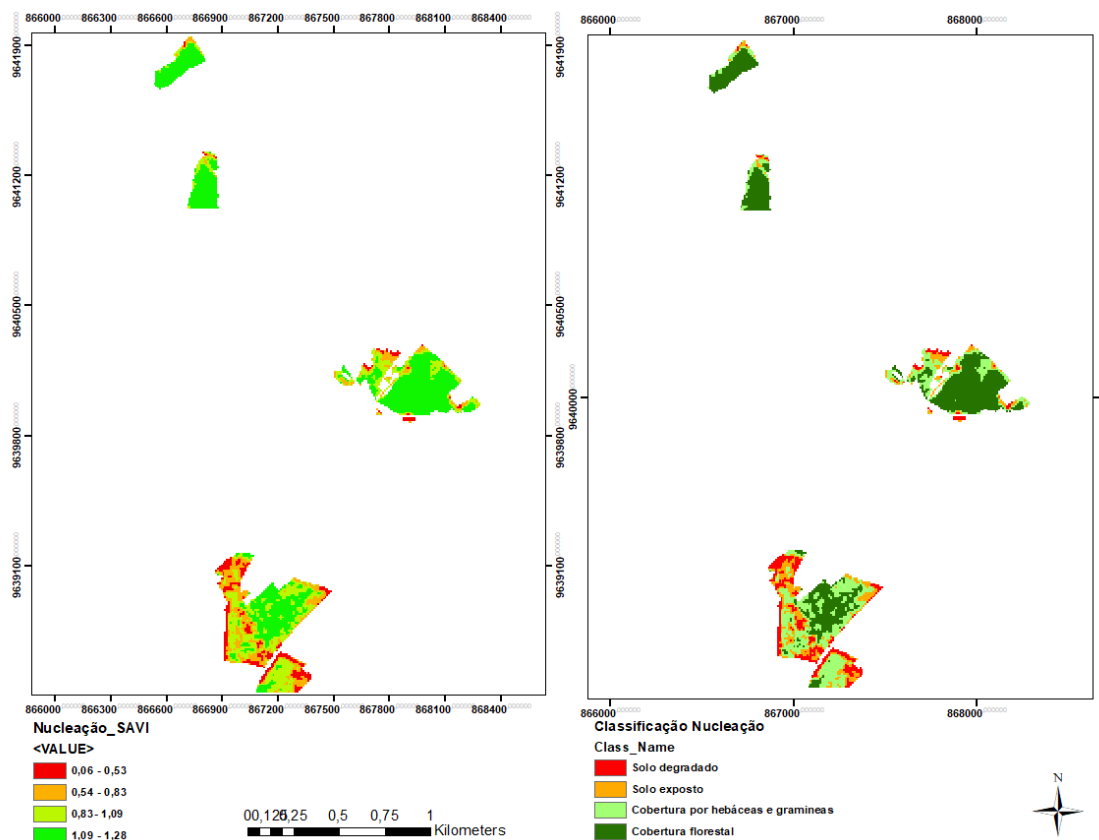 866000 866300 866600 866900 867200 867500 867800 868100 868400
866000 867000 868000
9641900
9641200
9640500
9639800
9639100
9641900
9641200
9640500
9639800
9639100
9640000
866000 866300 866600 866900 867200 867500 867800 868100 868400
866000 867000 868000
Nucleação_SAVI
<VALUE>
0,06 - 0,53
0,54 - 0,83
0,83- 1,09
1,09 - 1,28
0,5 0,75 1
Kilometers
Classificação Nucleação
Class_Name
Solo degradado
Solo exposto
Cobertura por hebáceas e gramineas
Cobertura florestal
N